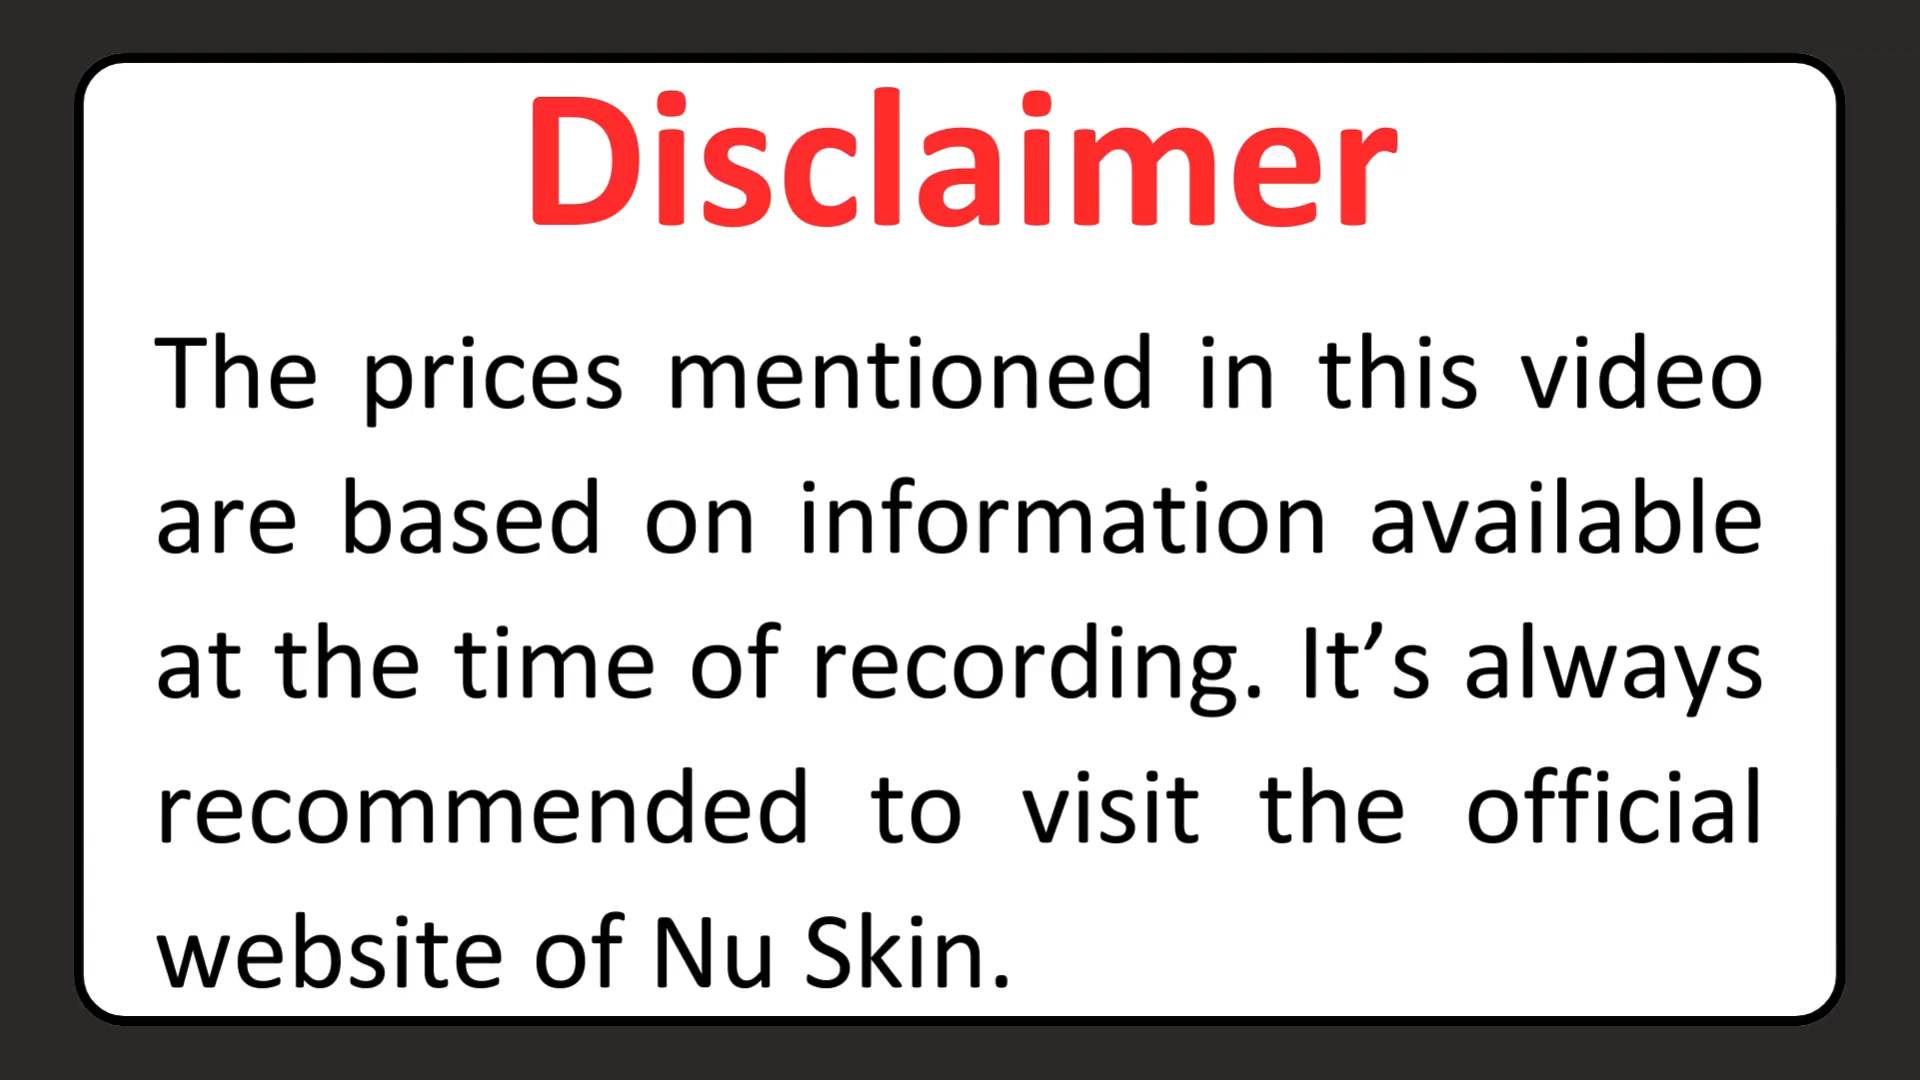 Disclaimer
The prices mentioned in this video
are based on information available
at the time of recording. It’s always
recommended to visit the official
website of Nu Skin.